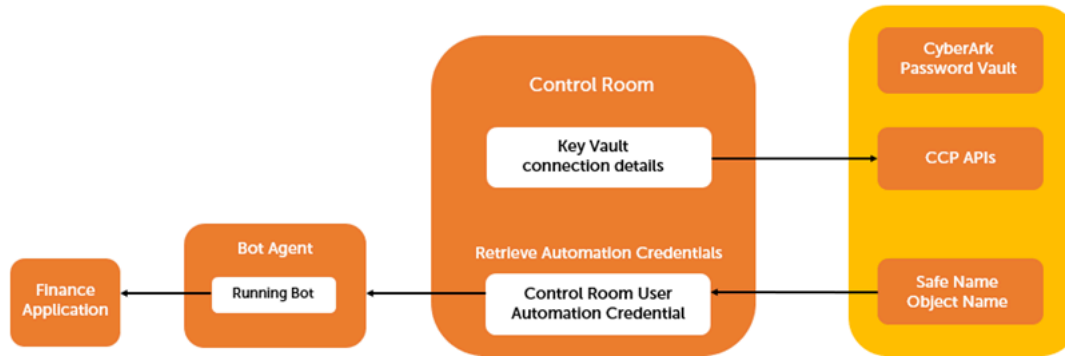 CyberArk
Password Vault
Control Room
Key Vault
connection details
CCP APIs
Bot Agent
Retrieve Automation Credentials
Finance
Application
Running Bot
Control Room User
Automation Credential
Safe Name
Object Name